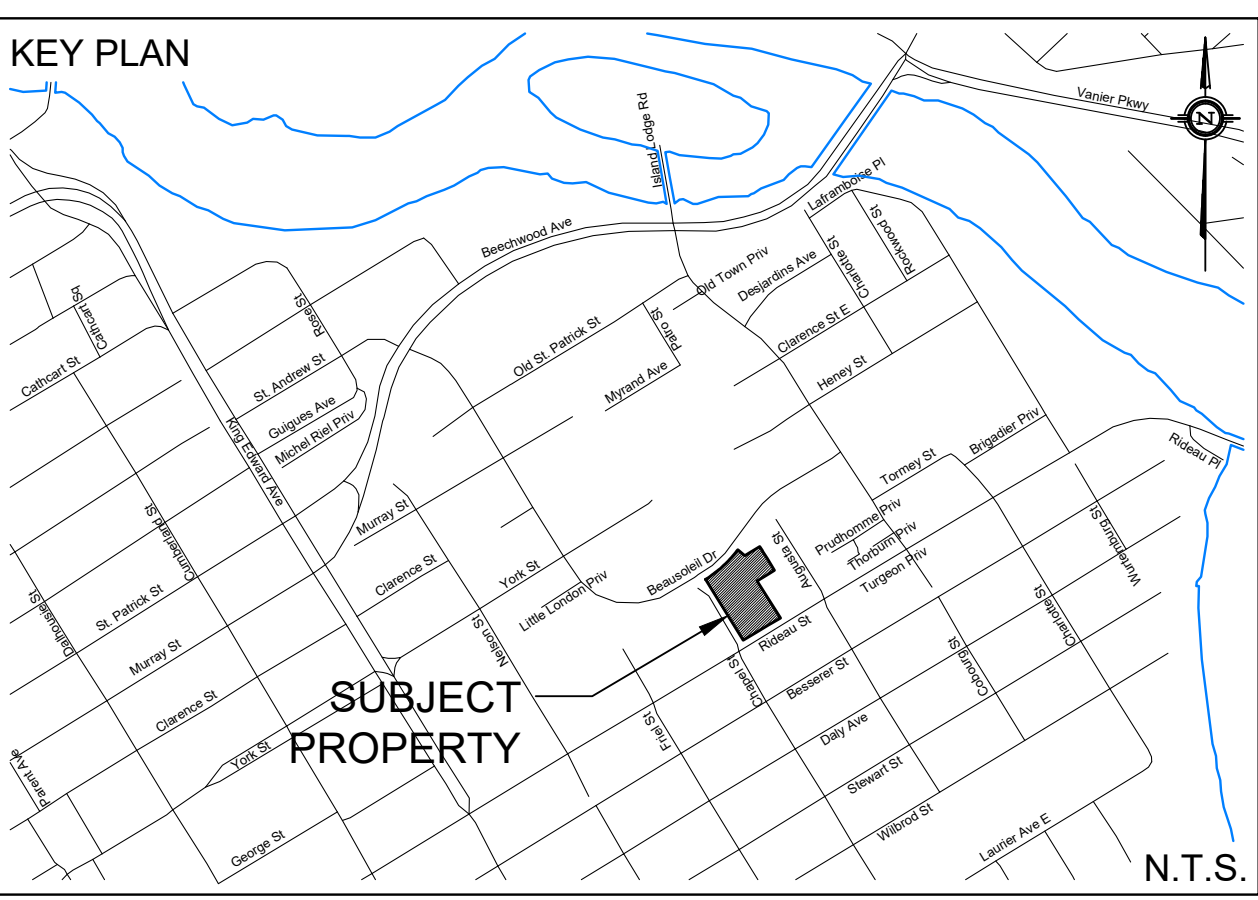 KEY PLAN
Vanier Pkwy
N
Island Lodge Rd
Laframboise Pl
Beechwood Ave
Rockwood St
Charlotte St
Old Town Priv
Desjardins Ave
Cathcart Sq
Rose St
Patro St
Clarence St E
Old St. Patrick St
Cathcart St
St. Andrew St
Myrand Ave
Heney St
Guigues Ave
Michel Riel Priv
King Edward Ave
Brigadier Priv
Rideau Pl
Tormey St
Murray St
Cumberland St
Prudhomme Priv
Thorburn Priv
Turgeon Priv
Augusta St
Wurtemburg St
Clarence St
York St
Beausoleil Dr
Little London Priv
Dalhousie St
St. Patrick St
Nelson St
Rideau St
Charlotte St
Murray St
Chapel St
Besserer St
Cobourg St
SUBJECT
PROPERTY
Clarence St
Friel St
Daly Ave
York St
Stewart St
Parent Ave
Wilbrod St
George St
Laurier Ave E
N.T.S.